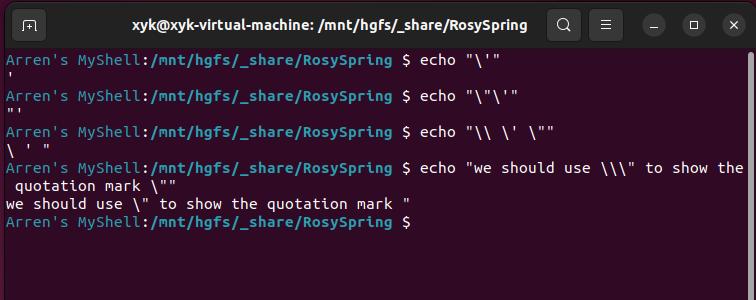 xyk@xyk-virtual-machine: /mnt/hgfs/_share/RosySpring
Arren's MyShell:/mnt/hgfs/_share/RosySpring $ echo "\'"
'
Arren's MyShell:/mnt/hgfs/_share/RosySpring $ echo "\"\'"
"'
Arren's MyShell:/mnt/hgfs/_share/RosySpring $ echo "\\ \' \""
\ ' "
Arren's MyShell:/mnt/hgfs/_share/RosySpring $ echo "we should use \\\" to show the
 quotation mark \""
we should use \" to show the quotation mark "
Arren's MyShell:/mnt/hgfs/_share/RosySpring $